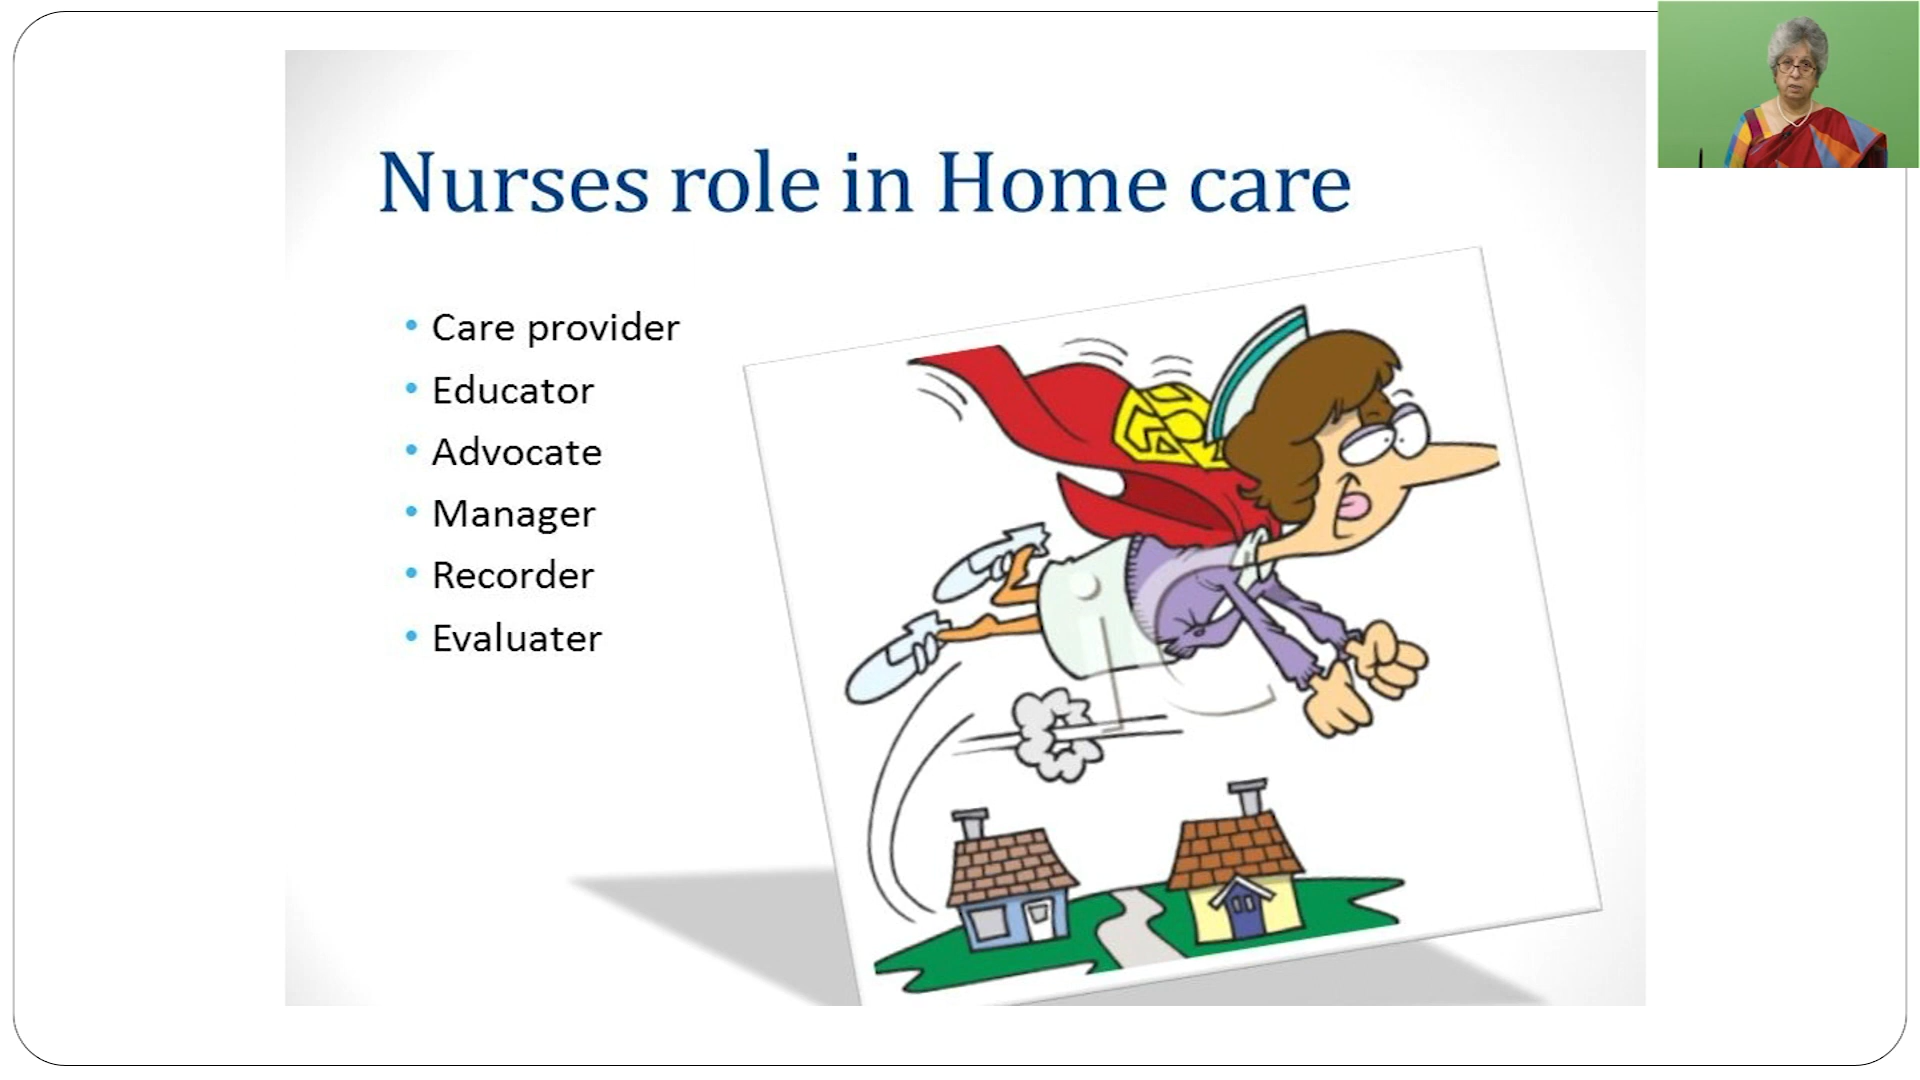 Nurses role in Home care
• Care provider
• Educator
• Advocate
• Manager
• Recorder
• Evaluater